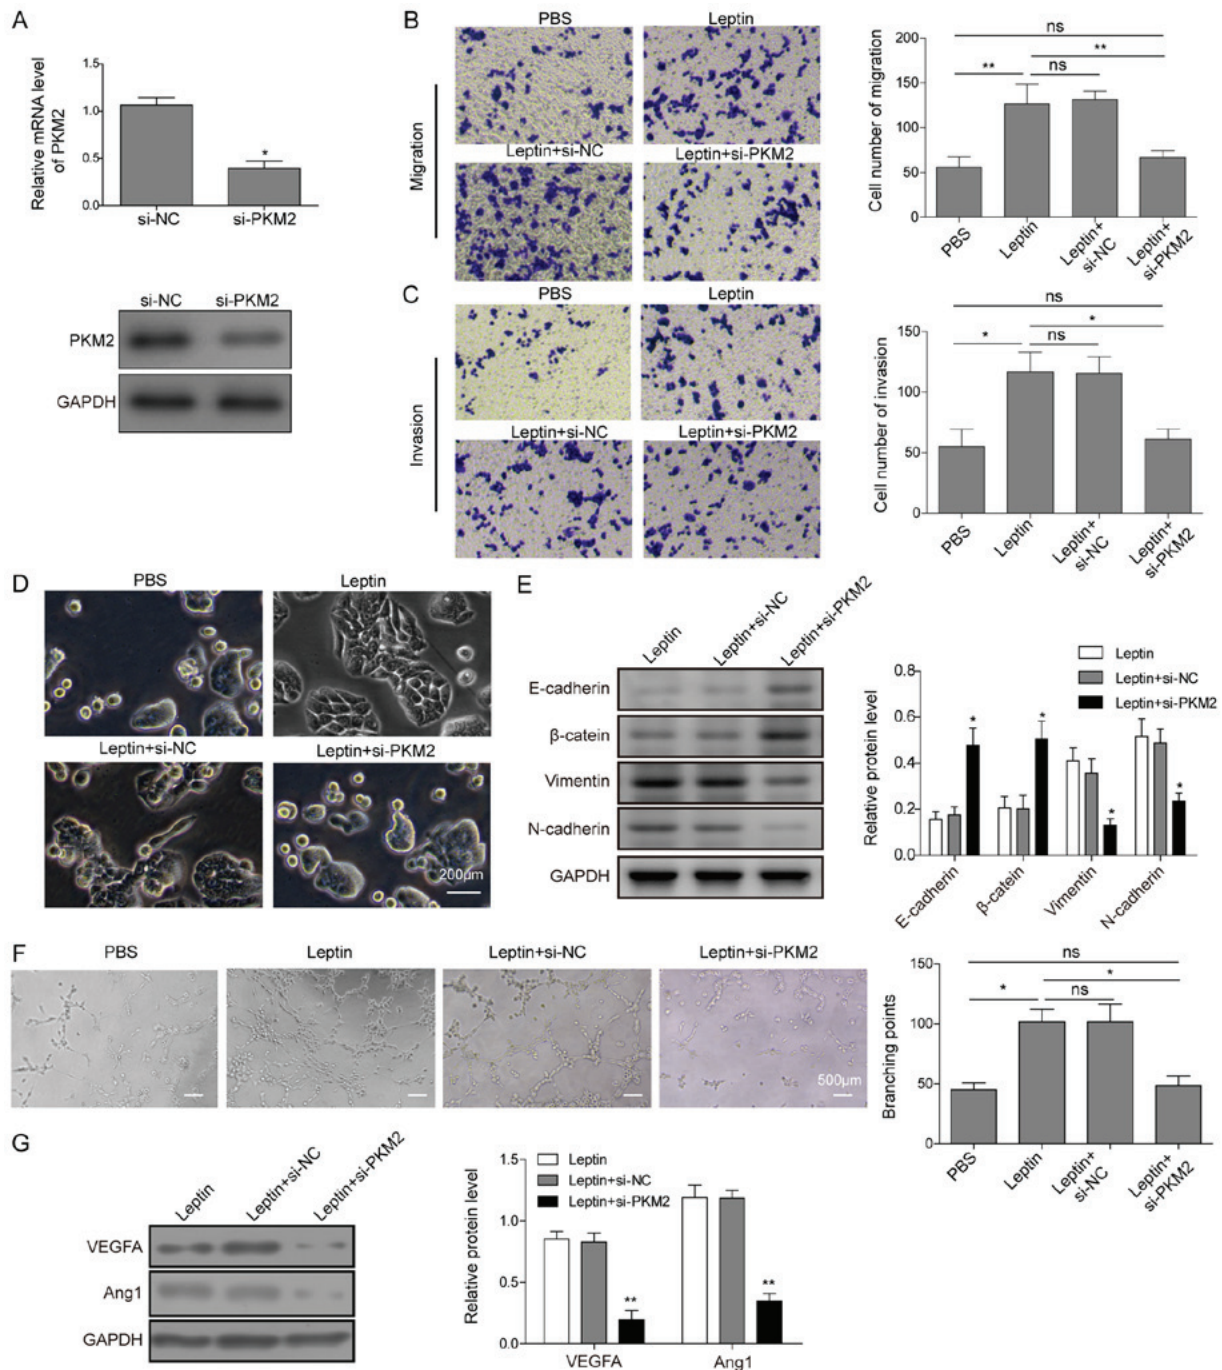 A
Relative mRNA level
of PKM2
1.5
1.0
0.5
0.0
*
si-NC
si-PKM2
si-NC
si-PKM2
PKM2
GAPDH
B
PBS
Leptin
Migration
Leptin+si-NC
Leptin+si-PKM2
Cell number of migration
200
150
100
50
0
ns
**
**
ns
PBS
Leptin
Leptin+
si-NC
Leptin+
si-PKM2
C
PBS
Leptin
Invasion
Leptin+si-NC
Leptin+si-PKM2
Cell number of invasion
150
100
50
0
ns
*
*
ns
PBS
Leptin
Leptin+
si-NC
Leptin+
si-PKM2
D
PBS
Leptin
Leptin+si-NC
Leptin+si-PKM2
200μm
E
Leptin
Leptin+si-NC
Leptin+si-PKM2
E-cadherin
β-catein
Vimentin
N-cadherin
GAPDH
Relative protein level
0.8
0.6
0.4
0.2
0.0
Leptin
Leptin+si-NC
Leptin+si-PKM2
*
*
*
*
E-cadherin
β-catein
Vimentin
N-cadherin
F
PBS
Leptin
Leptin+si-NC
Leptin+si-PKM2
500μm
Branching points
150
100
50
0
ns
*
*
ns
PBS
Leptin
Leptin+
si-NC
Leptin+
si-PKM2
G
Leptin
Leptin+si-NC
Leptin+si-PKM2
VEGFA
Ang1
GAPDH
Relative protein level
1.5
1.0
0.5
0.0
Leptin
Leptin+si-NC
Leptin+si-PKM2
**
**
VEGFA
Ang1